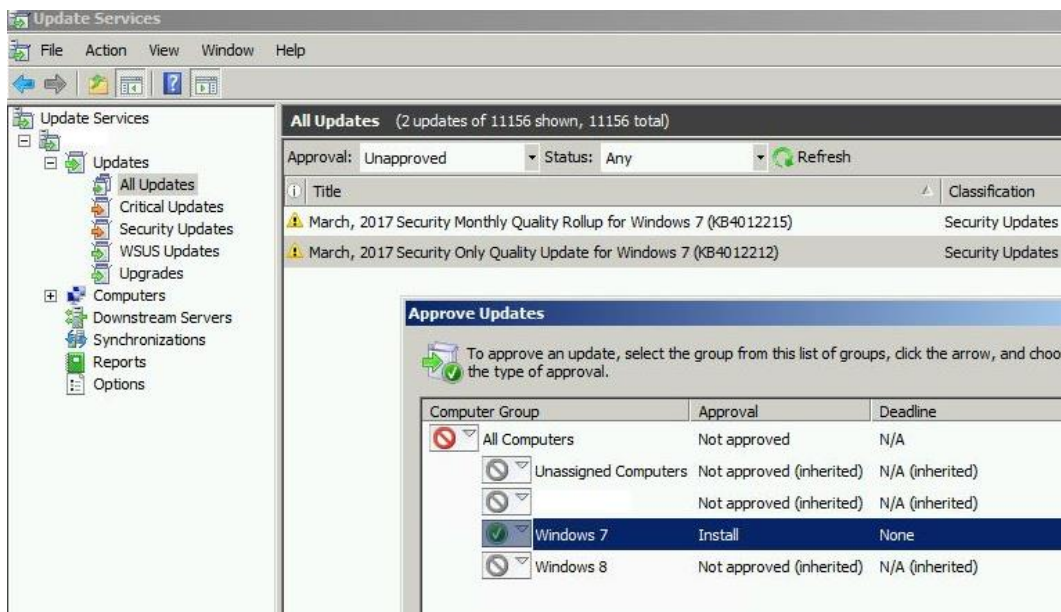 Update Services
File Action View Window Help
Update Services
Updates
All Updates
Critical Updates
Security Updates
WSUS Updates
Upgrades
Computers
Downstream Servers
Synchronizations
Reports
Options
All Updates (2 updates of 11156 shown, 11156 total)
Approval: Unapproved Status: Any Refresh
Title Classification
March, 2017 Security Monthly Quality Rollup for Windows 7 (KB4012215) Security Updates
March, 2017 Security Only Quality Update for Windows 7 (KB4012212) Security Updates
Approve Updates
To approve an update, select the group from this list of groups, click the arrow, and choo
the type of approval.
Computer Group Approval Deadline
All Computers Not approved N/A
Unassigned Computers Not approved (inherited) N/A (inherited)
Not approved (inherited) N/A (inherited)
Windows 7 Install None
Windows 8 Not approved (inherited) N/A (inherited)